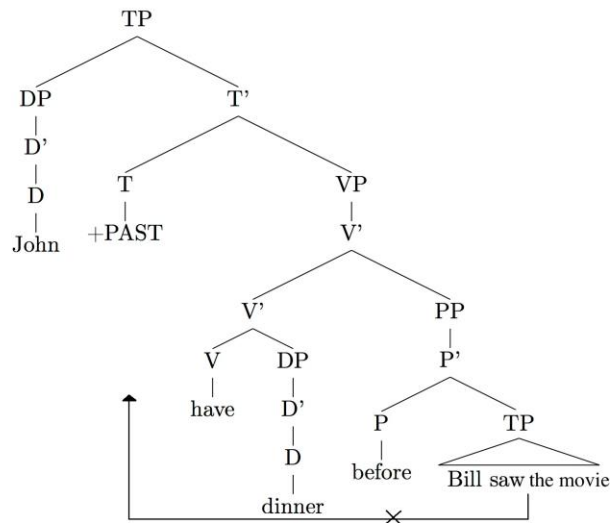 TP
DP T’
D’
D T VP
John +PAST V’
V’ PP
V DP P’
have D’
P TP
D
before Bill saw the movie
dinner